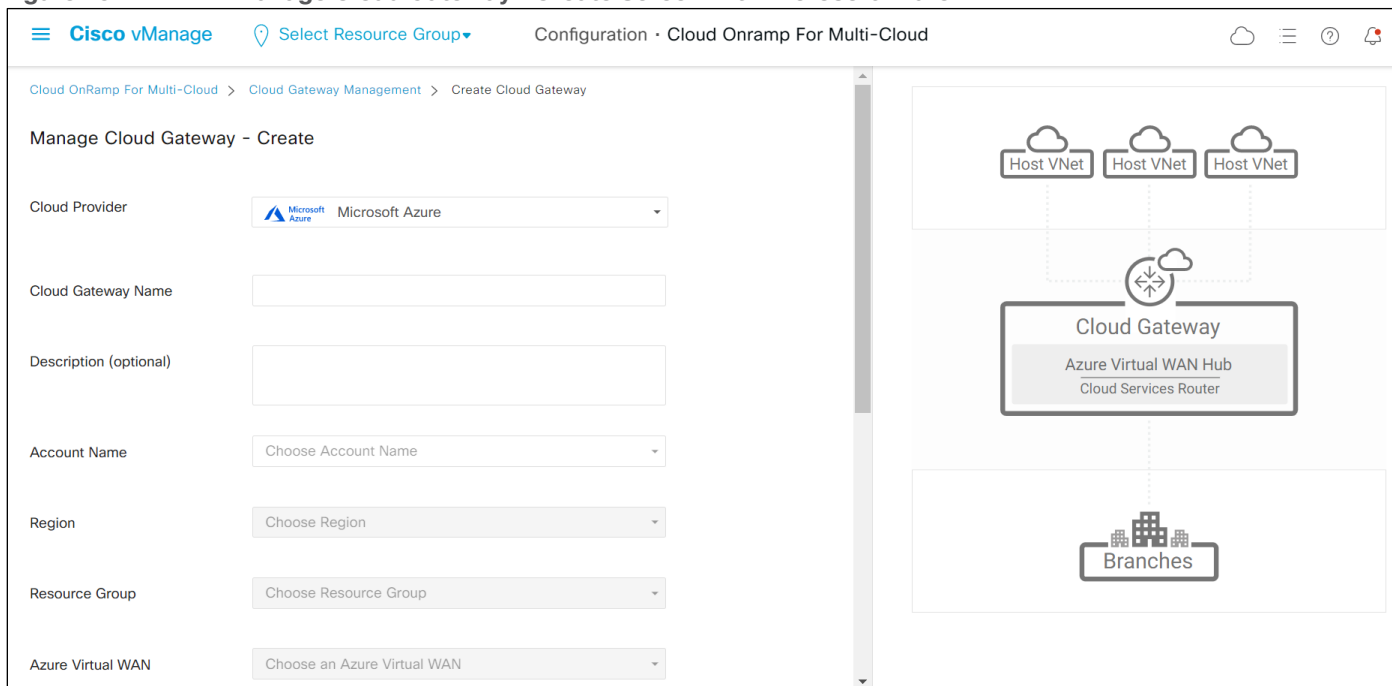 Cisco vManage
Select Resource Group
Configuration · Cloud Onramp For Multi-Cloud
Cloud OnRamp For Multi-Cloud > Cloud Gateway Management > Create Cloud Gateway
Manage Cloud Gateway - Create
Cloud Provider
Microsoft Azure Microsoft Azure
Cloud Gateway Name
Description (optional)
Account Name
Choose Account Name
Region
Choose Region
Resource Group
Choose Resource Group
Azure Virtual WAN
Choose an Azure Virtual WAN
Host VNet
Host VNet
Host VNet
Cloud Gateway
Azure Virtual WAN Hub
Cloud Services Router
Branches